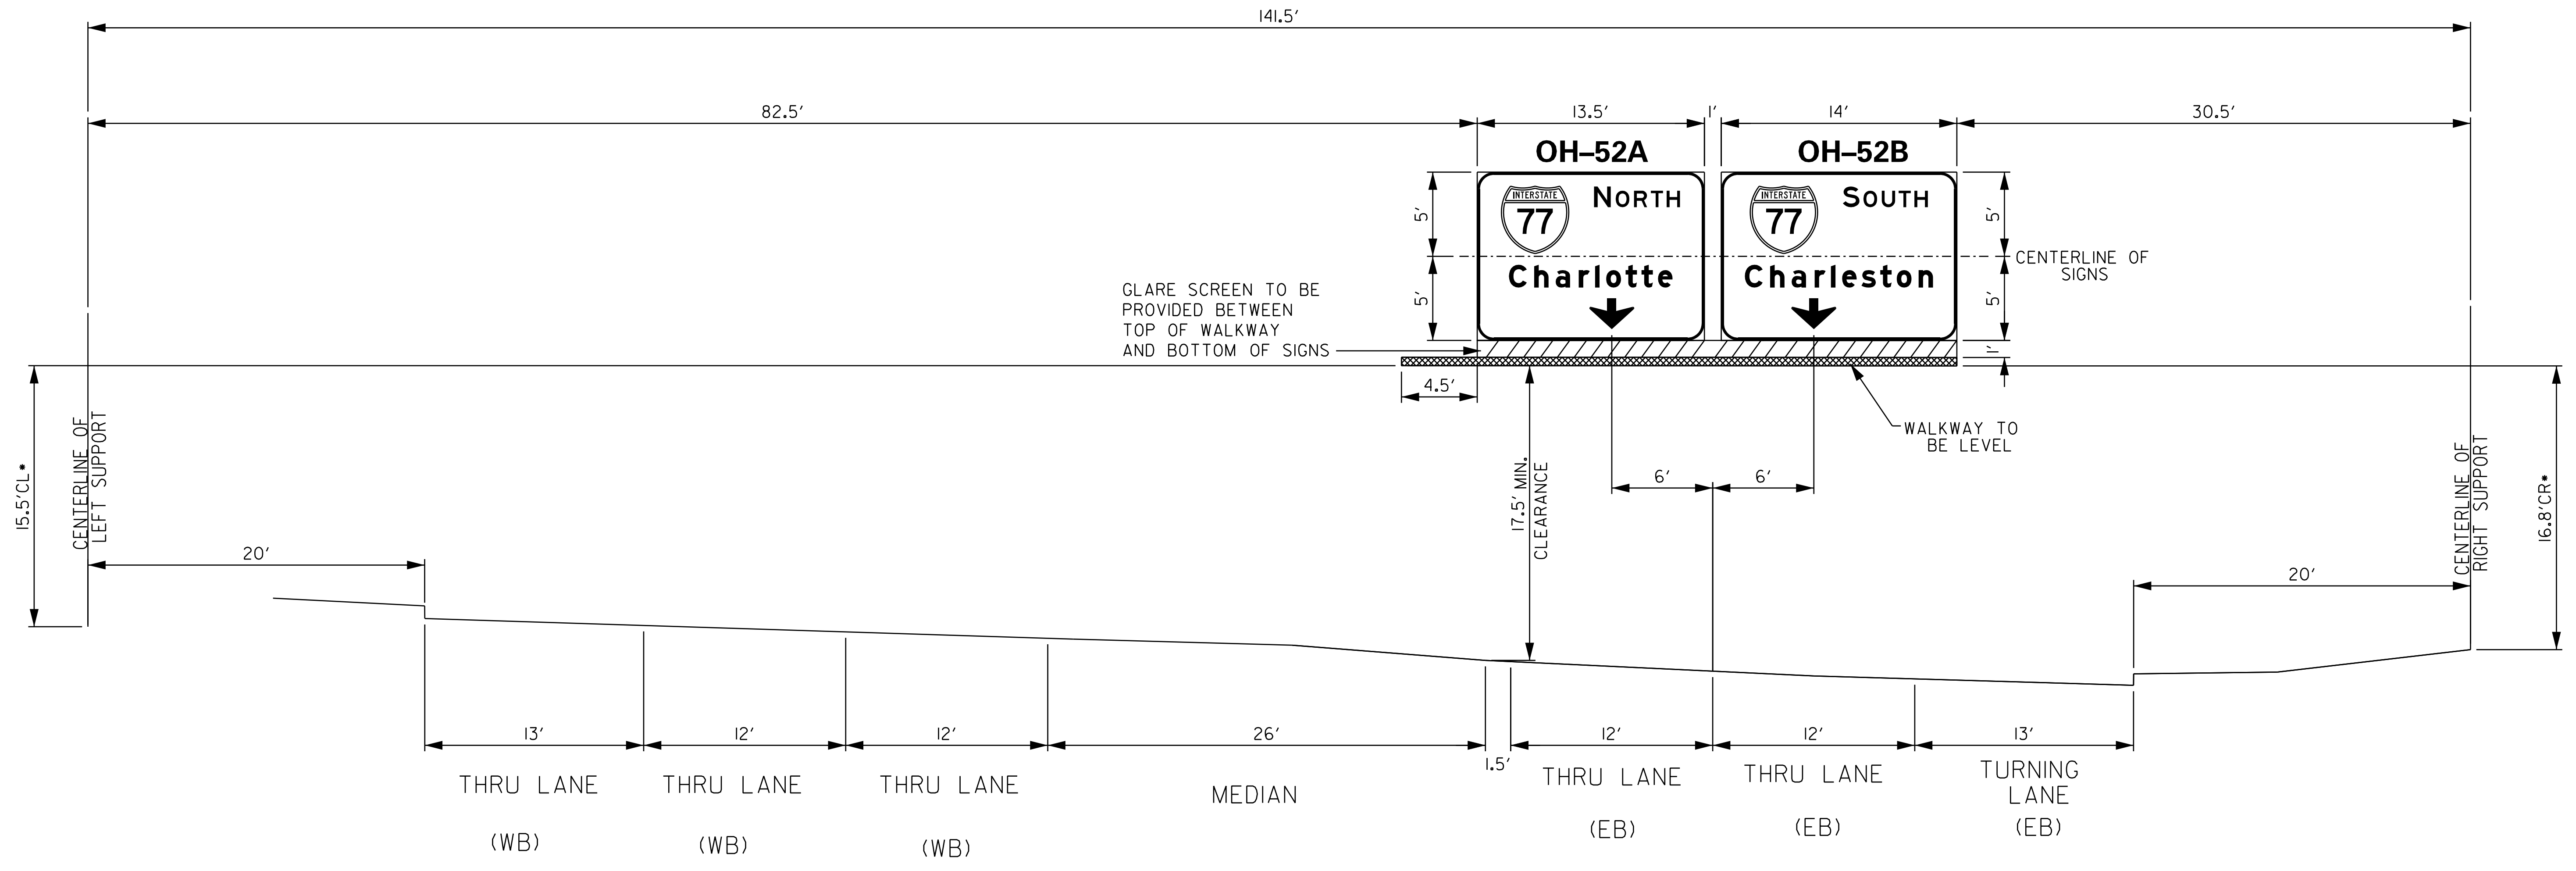 141.5'
82.5'
13.5'
1'
14'
30.5'
OH–52A
OH–52B
INTERSTATE
77
NORTH
Charlotte
INTERSTATE
77
SOUTH
Charleston
5'
5'
5'
5'
1'
CENTERLINE OF
SIGNS
GLARE SCREEN TO BE
PROVIDED BETWEEN
TOP OF WALKWAY
AND BOTTOM OF SIGNS
4.5'
WALKWAY TO
BE LEVEL
15.5'CL*
CENTERLINE OF
LEFT SUPPORT
17.5' MIN.
CLEARANCE
6'
6'
CENTERLINE OF
RIGHT SUPPORT
16.8'CR*
20'
20'
13'
12'
12'
26'
1.5'
12'
12'
13'
THRU LANE
(WB)
THRU LANE
(WB)
THRU LANE
(WB)
MEDIAN
THRU LANE
(EB)
THRU LANE
(EB)
TURNING
LANE
(EB)